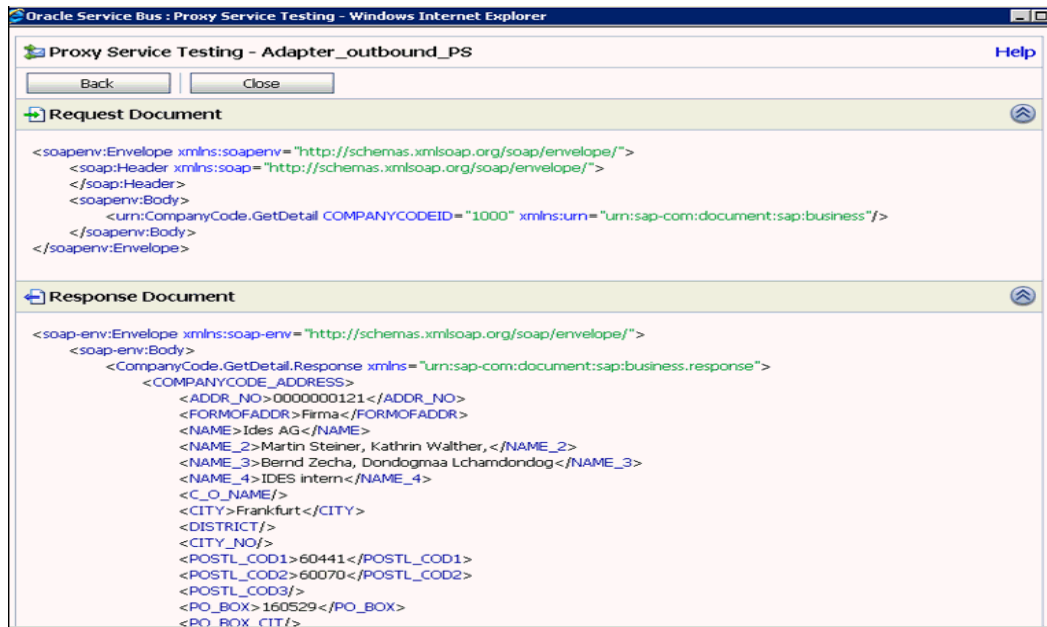 Oracle Service Bus : Proxy Service Testing - Windows Internet Explorer
Proxy Service Testing - Adapter_outbound_PS
Help
Back
Close
Request Document
<soapenv:Envelope xmlns:soapenv="http://schemas.xmlsoap.org/soap/envelope/">
<soap:Header xmlns:soap="http://schemas.xmlsoap.org/soap/envelope/">
</soap:Header>
<soapenv:Body>
<urn:CompanyCode.GetDetail COMPANYCODEID="1000" xmlns:urn="urn:sap-com:document:sap:business"/>
</soapenv:Body>
</soapenv:Envelope>
Response Document
<soap-env:Envelope xmlns:soap-env="http://schemas.xmlsoap.org/soap/envelope/">
<soap-env:Body>
<CompanyCode.GetDetail.Response xmlns="urn:sap-com:document:sap:business.response">
<COMPANYCODE_ADDRESS>
<ADDR_NO>0000000121</ADDR_NO>
<FORMOFADDR>Firma</FORMOFADDR>
<NAME>Ides AG</NAME>
<NAME_2>Martin Steiner, Kathrin Walther,</NAME_2>
<NAME_3>Bernd Zecha, Dondogmaa Lchamdondog</NAME_3>
<NAME_4>IDES intern</NAME_4>
<C_O_NAME/>
<CITY>Frankfurt</CITY>
<DISTRICT/>
<CITY_NO/>
<POSTL_COD1>60441</POSTL_COD1>
<POSTL_COD2>60070</POSTL_COD2>
<POSTL_COD3/>
<PO_BOX>160529</PO_BOX>
<PO_BOX_CIT/>